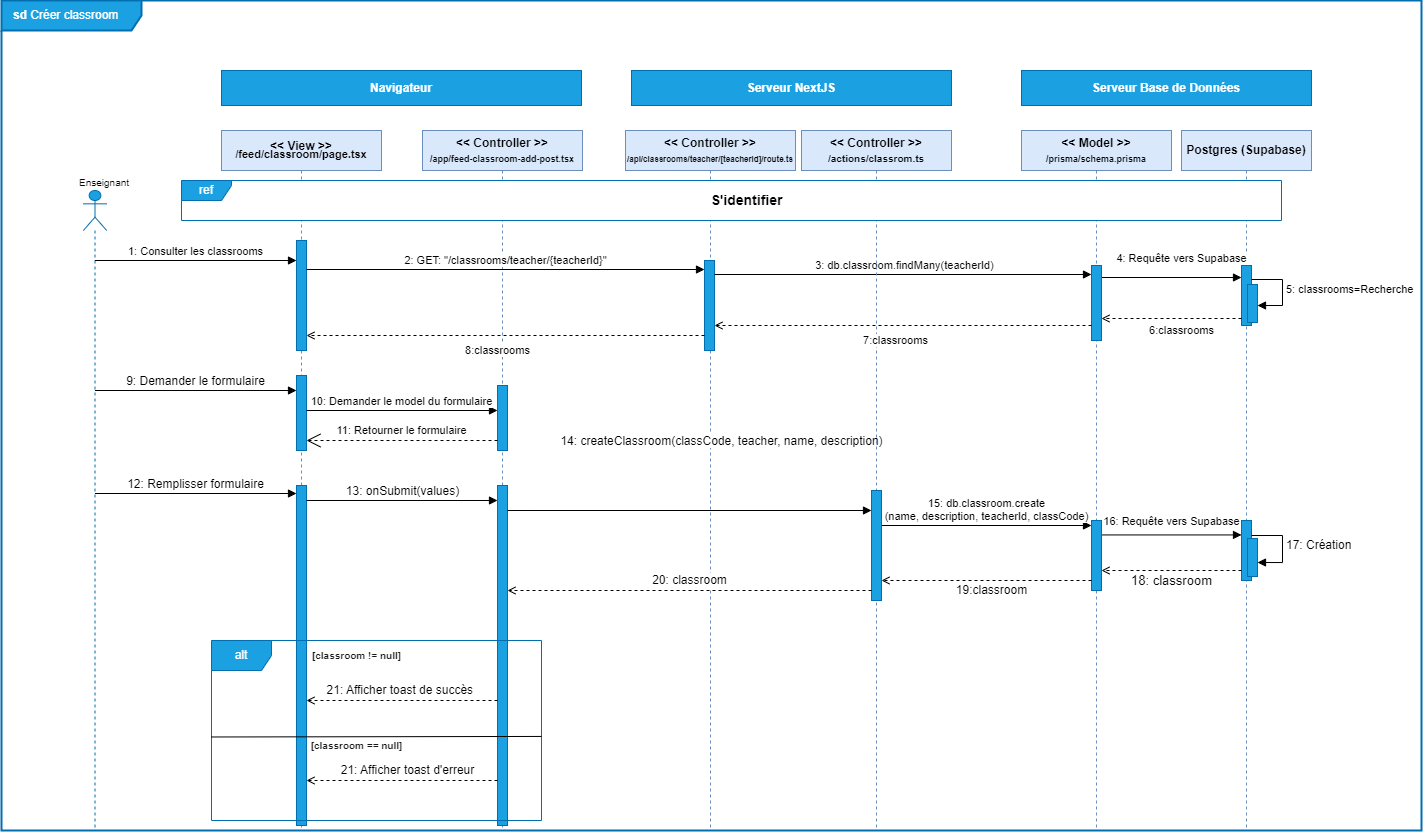 sd Créer classroom
Navigateur
Serveur NextJS
Serveur Base de Données
<< View >>
/feed/classroom/page.tsx
<< Controller >>
/app/feed-classroom-add-post.tsx
<< Controller >>
/api/classrooms/teacher/[teacherId]/route.ts
<< Controller >>
/actions/classrom.ts
<< Model >>
/prisma/schema.prisma
Postgres (Supabase)
Enseignant
ref
S'identifier
1: Consulter les classrooms
2: GET: "/classrooms/teacher/{teacherId}"
3: db.classroom.findMany(teacherId)
4: Requête vers Supabase
5: classrooms=Recherche
6:classrooms
7:classrooms
8:classrooms
9: Demander le formulaire
10: Demander le model du formulaire
11: Retourner le formulaire
14: createClassroom(classCode, teacher, name, description)
12: Remplisser formulaire
13: onSubmit(values)
15: db.classroom.create
(name, description, teacherId, classCode)
16: Requête vers Supabase
17: Création
18: classroom
19:classroom
20: classroom
alt
[classroom != null]
21: Afficher toast de succès
[classroom == null]
21: Afficher toast d'erreur